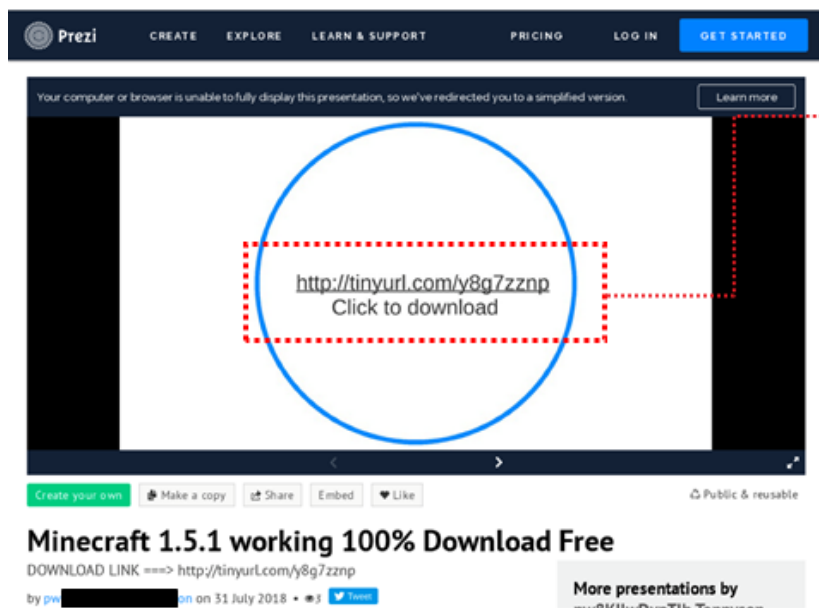 Prezi CREATE EXPLORE LEARN & SUPPORT PRICING LOG IN GET STARTED
Your computer or browser is unable to fully display this presentation, so we've redirected you to a simplified version. Learn more
http://tinyurl.com/y8g7zznp
Click to download
Create your own Make a copy Share Embed Like Public & reusable
Minecraft 1.5.1 working 100% Download Free
DOWNLOAD LINK ===> http://tinyurl.com/y8g7zznp
by pw on on 31 July 2018 • 3 Tweet
More presentations by